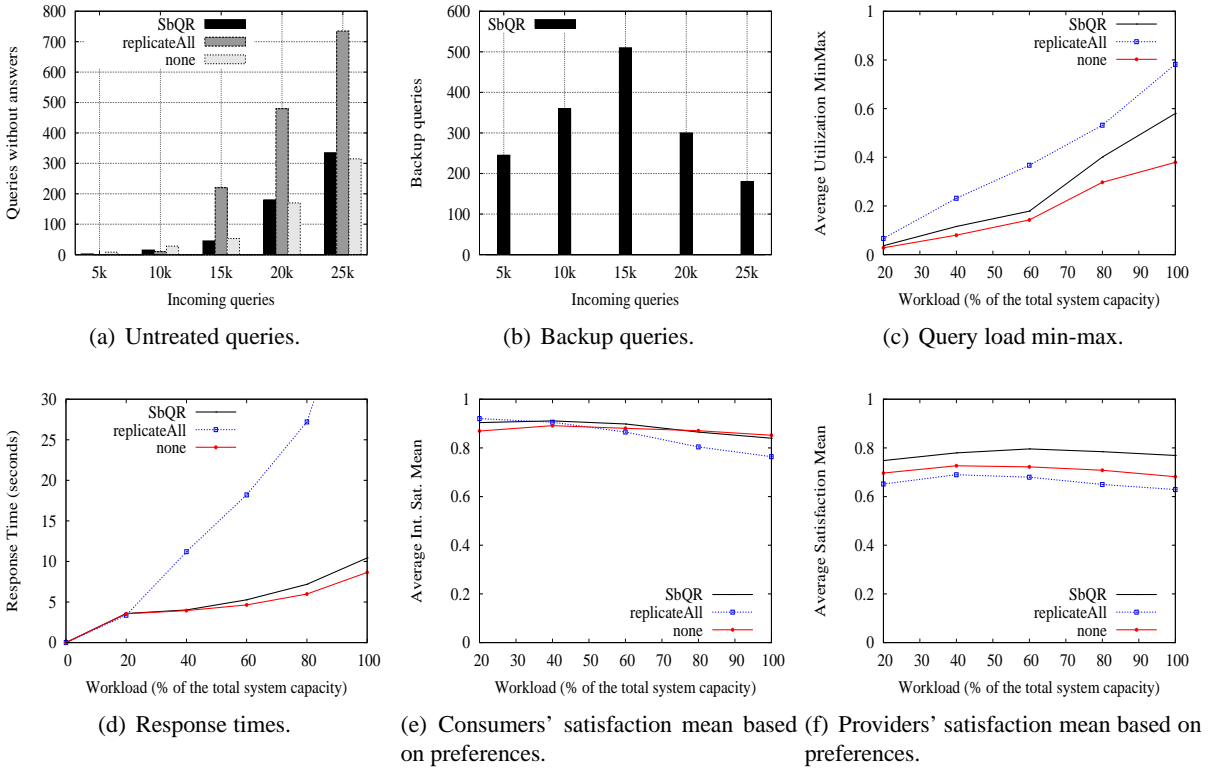 Queries without answers
800
700
600
500
400
300
200
100
0
SbQR
replicateAll
none
5k 10k 15k 20k 25k
Incoming queries
(a) Untreated queries.
Backup queries
600
500
400
300
200
100
0
SbQR
5k 10k 15k 20k 25k
Incoming queries
(b) Backup queries.
Average Utilization MinMax
1
0.8
0.6
0.4
0.2
0
SbQR
replicateAll
none
20 30 40 50 60 70 80 90 100
Workload (% of the total system capacity)
(c) Query load min-max.
Response Time (seconds)
30
25
20
15
10
5
0
SbQR
replicateAll
none
0 20 40 60 80 100
Workload (% of the total system capacity)
(d) Response times.
Average Int. Sat. Mean
1
0.8
0.6
0.4
0.2
0
SbQR
replicateAll
none
20 30 40 50 60 70 80 90 100
Workload (% of the total system capacity)
(e) Consumers’ satisfaction mean based
on preferences.
Average Satisfaction Mean
1
0.8
0.6
0.4
0.2
0
SbQR
replicateAll
none
20 30 40 50 60 70 80 90 100
Workload (% of the total system capacity)
(f) Providers’ satisfaction mean based on
preferences.